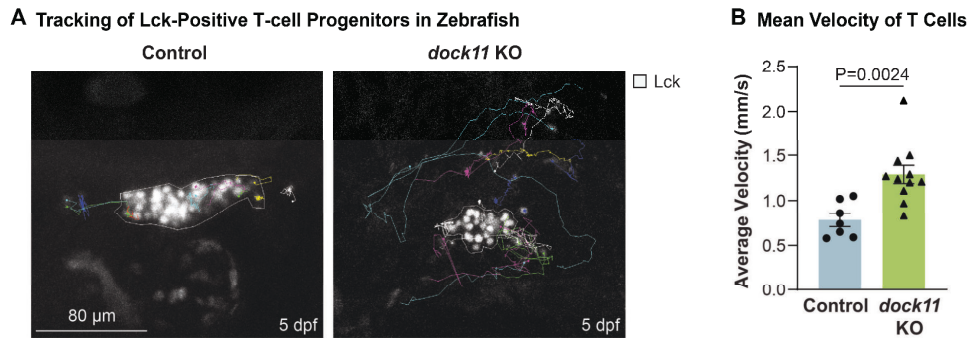 A Tracking of Lck-Positive T-cell Progenitors in Zebrafish
Control
dock11 KO
Lck
80 µm
5 dpf
5 dpf
B Mean Velocity of T Cells
Average Velocity (mm/s)
2.5
2.0
1.5
1.0
0.5
0.0
P=0.0024
Control
dock11
KO